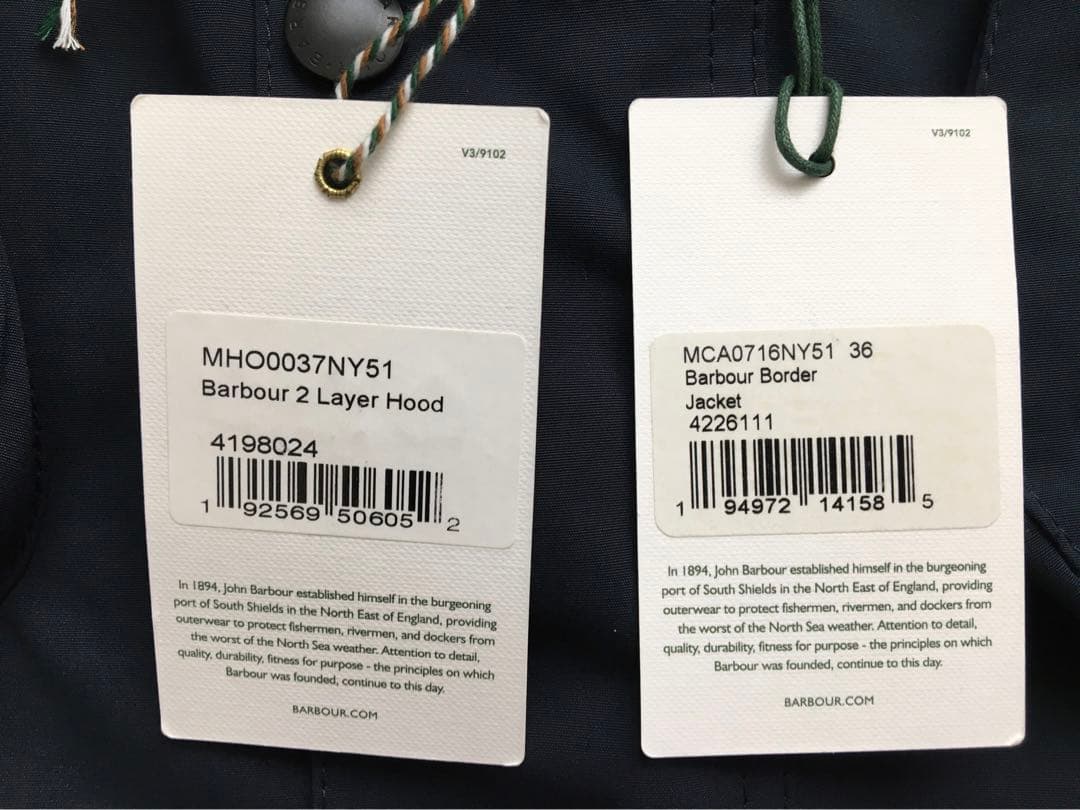 V3/9102
MHO0037NY51
Barbour 2 Layer Hood
4198024
1 92569 50605 2
In 1894, John Barbour established himself in the burgeoning
port of South Shields in the North East of England, providing
outerwear to protect fishermen, rivermen, and dockers from
the worst of the North Sea weather. Attention to detail,
quality, durability, fitness for purpose - the principles on which
Barbour was founded, continue to this day.
BARBOUR.COM
V3/9102
MCA0716NY51 36
Barbour Border
Jacket
4226111
1 94972 14158 5
In 1894, John Barbour established himself in the burgeoning
port of South Shields in the North East of England, providing
outerwear to protect fishermen, rivermen, and dockers from
the worst of the North Sea weather. Attention to detail,
quality, durability, fitness for purpose - the principles on which
Barbour was founded, continue to this day.
BARBOUR.COM